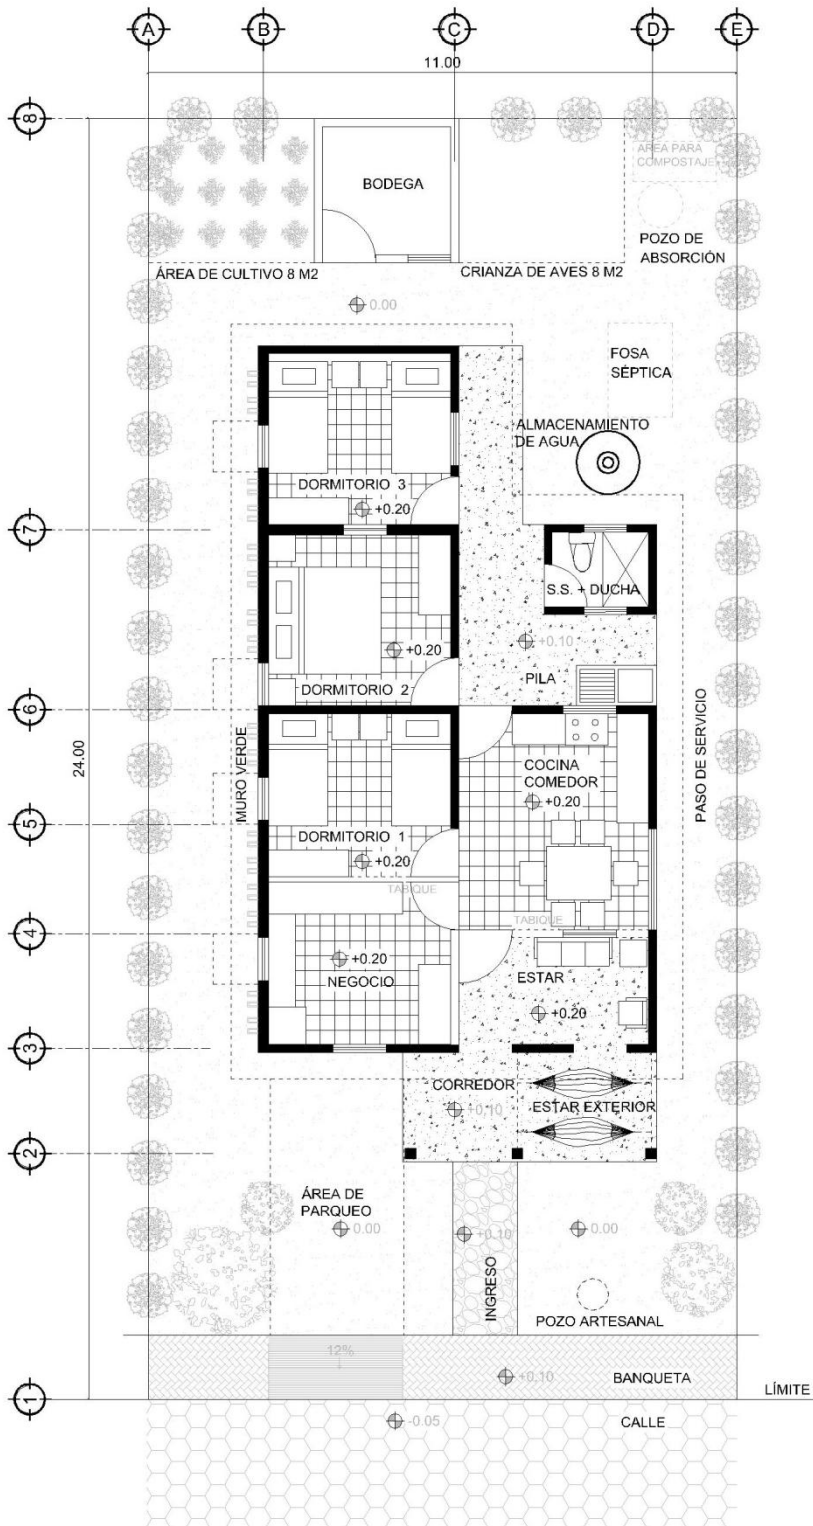 A
B
C
D
E
11.00
8
BODEGA
AREA PARA
COMPOSTAJE
POZO DE
ABSORCIÓN
ÁREA DE CULTIVO 8 M2
CRIANZA DE AVES 8 M2
0.00
FOSA
SÉPTICA
ALMACENAMIENTO
DE AGUA
DORMITORIO 3
+0.20
7
S.S. + DUCHA
+0.10
+0.20
PILA
DORMITORIO 2
6
24.00
MURO VERDE
PASO DE SERVICIO
COCINA
COMEDOR
+0.20
5
DORMITORIO 1
+0.20
TABIQUE
TABIQUE
4
+0.20
NEGOCIO
ESTAR
+0.20
3
CORREDOR
+0.10
ESTAR EXTERIOR
2
ÁREA DE
PARQUEO
0.00
+0.10
0.00
INGRESO
POZO ARTESANAL
12%
+0.10
BANQUETA
LÍMITE
1
-0.05
CALLE